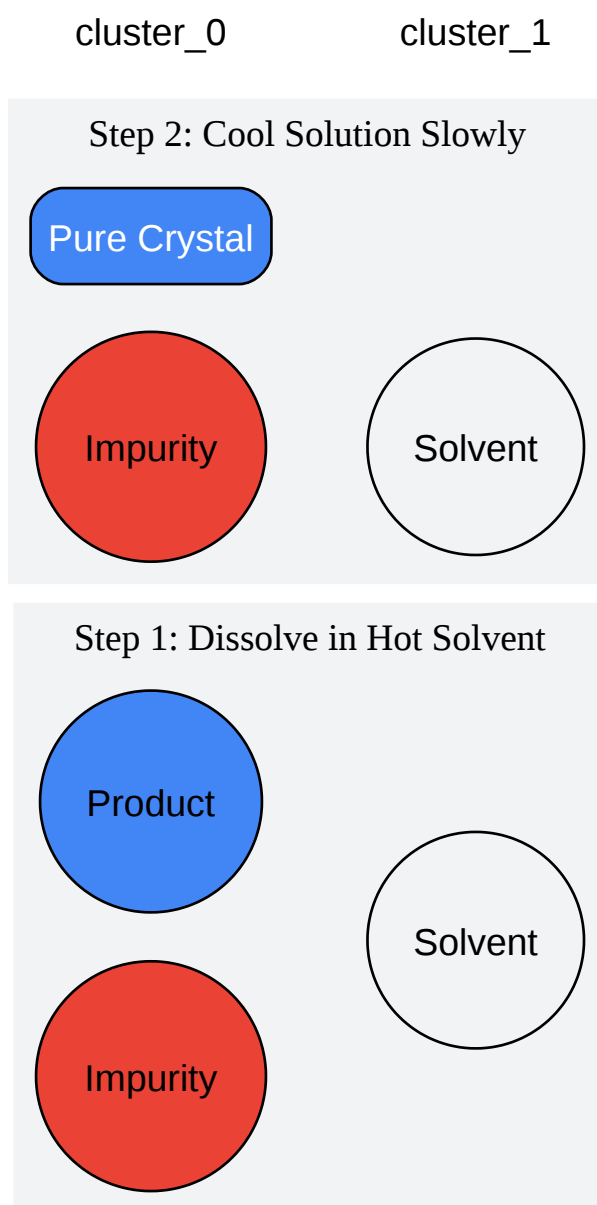 cluster_0
cluster_1
Step 2: Cool Solution Slowly
Pure Crystal
Impurity
Solvent
Step 1: Dissolve in Hot Solvent
Product
Solvent
Impurity